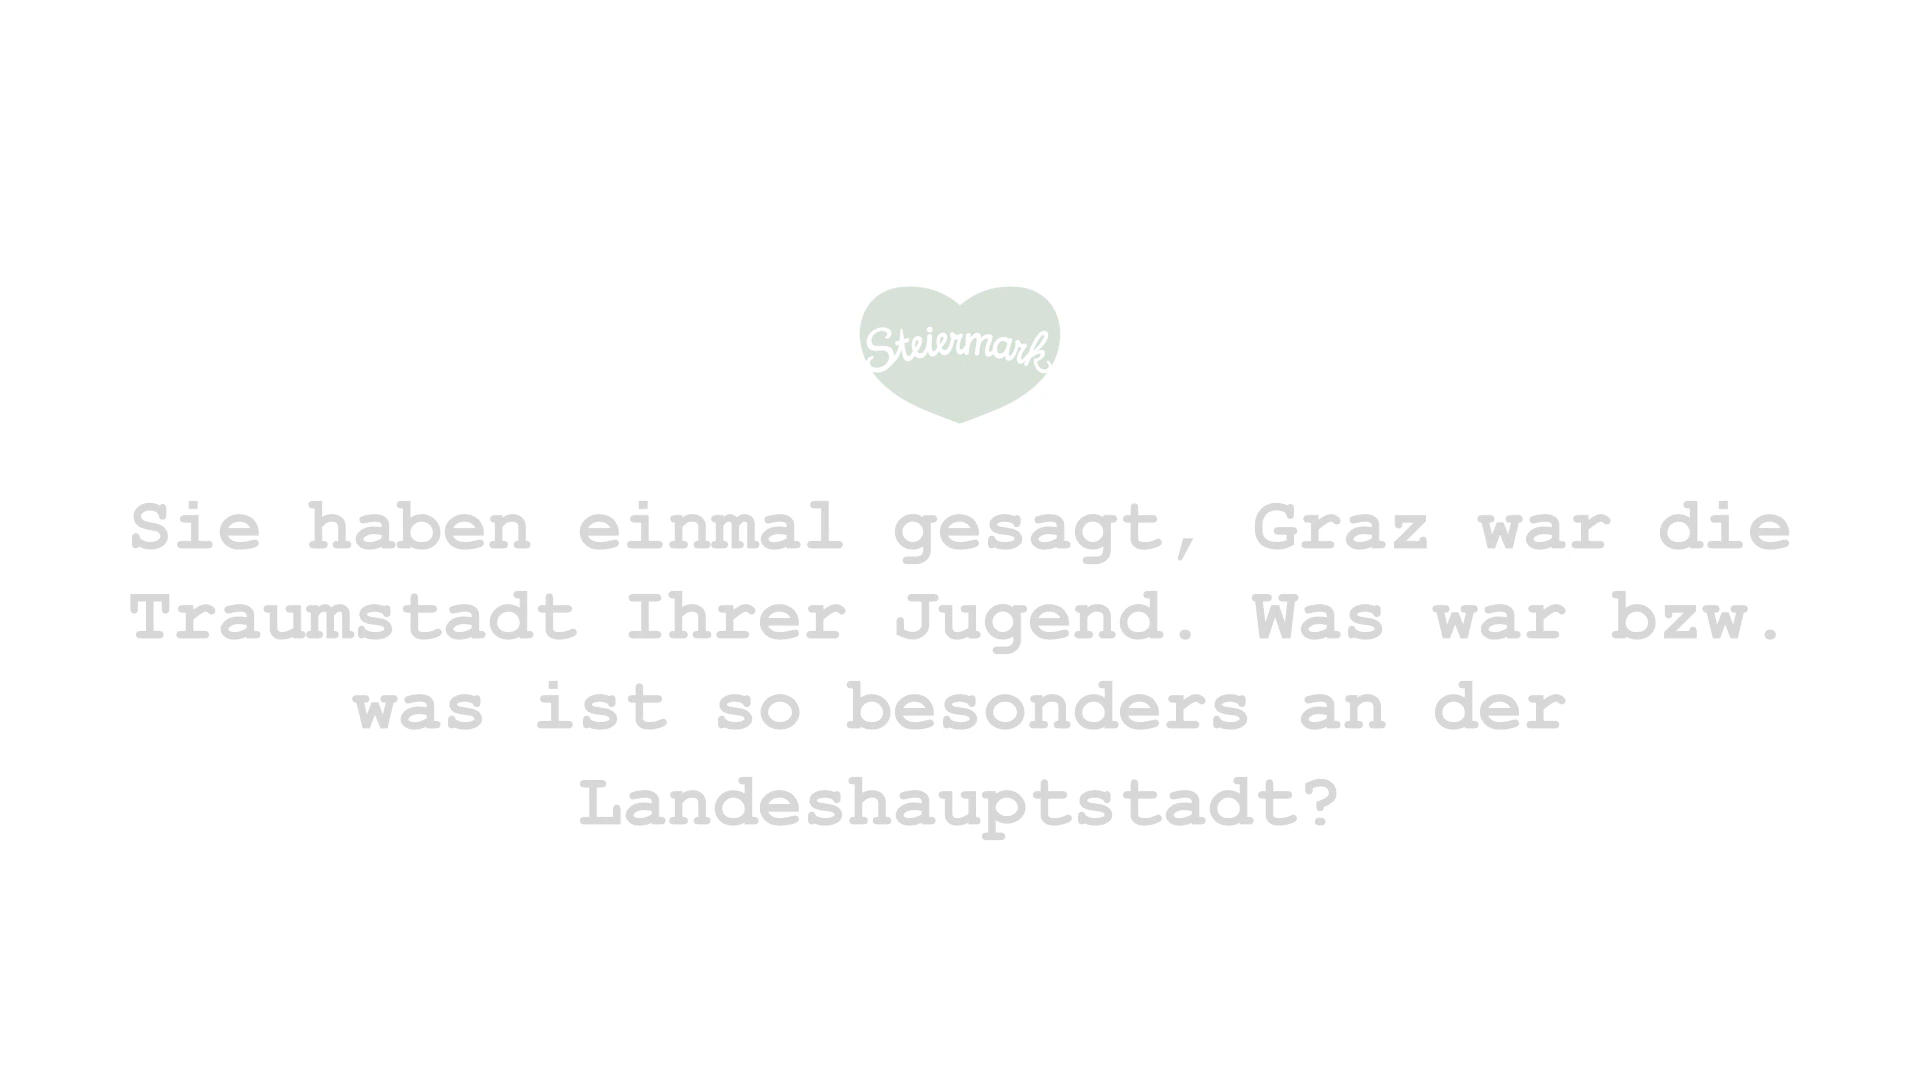 Steiermark
Sie haben einmal gesagt, Graz war die
Traumstadt Ihrer Jugend. Was war bzw.
was ist so besonders an der
Landeshauptstadt?